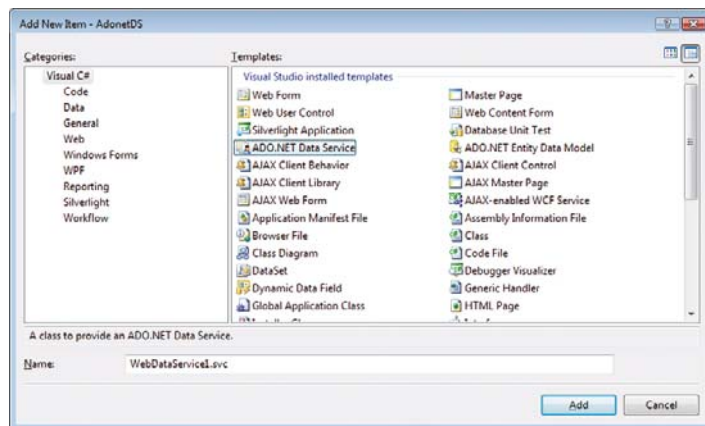 Add New Item - AdonetDS
Categories:
Templates:
Visual C#
Code
Data
General
Web
Windows Forms
WPF
Reporting
Silverlight
Workflow
Visual Studio installed templates
Web Form
Master Page
Web User Control
Web Content Form
Silverlight Application
Database Unit Test
ADO.NET Data Service
ADO.NET Entity Data Model
AJAX Client Behavior
AJAX Client Control
AJAX Client Library
AJAX Master Page
AJAX Web Form
AJAX-enabled WCF Service
Application Manifest File
Assembly Information File
Browser File
Class
Class Diagram
Code File
DataSet
Debugger Visualizer
Dynamic Data Field
Generic Handler
Global Application Class
HTML Page
A class to provide an ADO.NET Data Service.
Name:
WebDataService1.svc
Add
Cancel